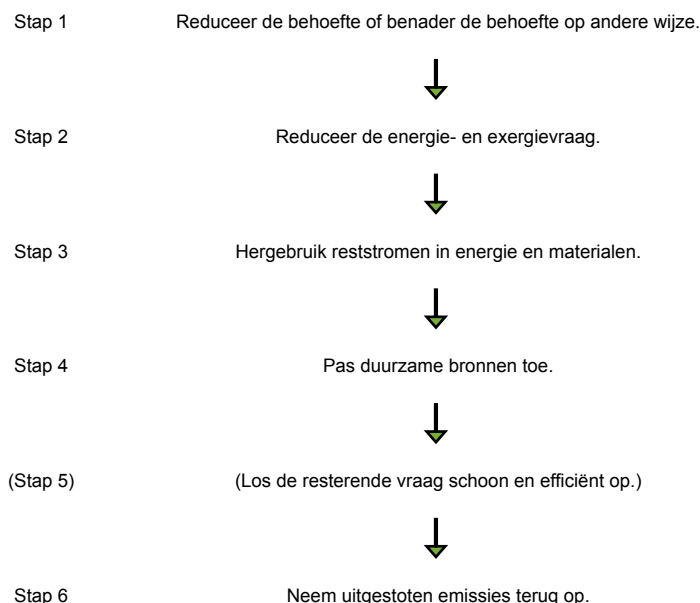 Stap 1 Reduceer de behoefte of benader de behoefte op andere wijze.
Stap 2 Reduceer de energie- en exergievraag.
Stap 3 Hergebruik reststromen in energie en materialen.
Stap 4 Pas duurzame bronnen toe.
(Stap 5) (Los de resterende vraag schoon en efficiënt op.)
Stap 6 Neem uitgestoten emissies terug op.